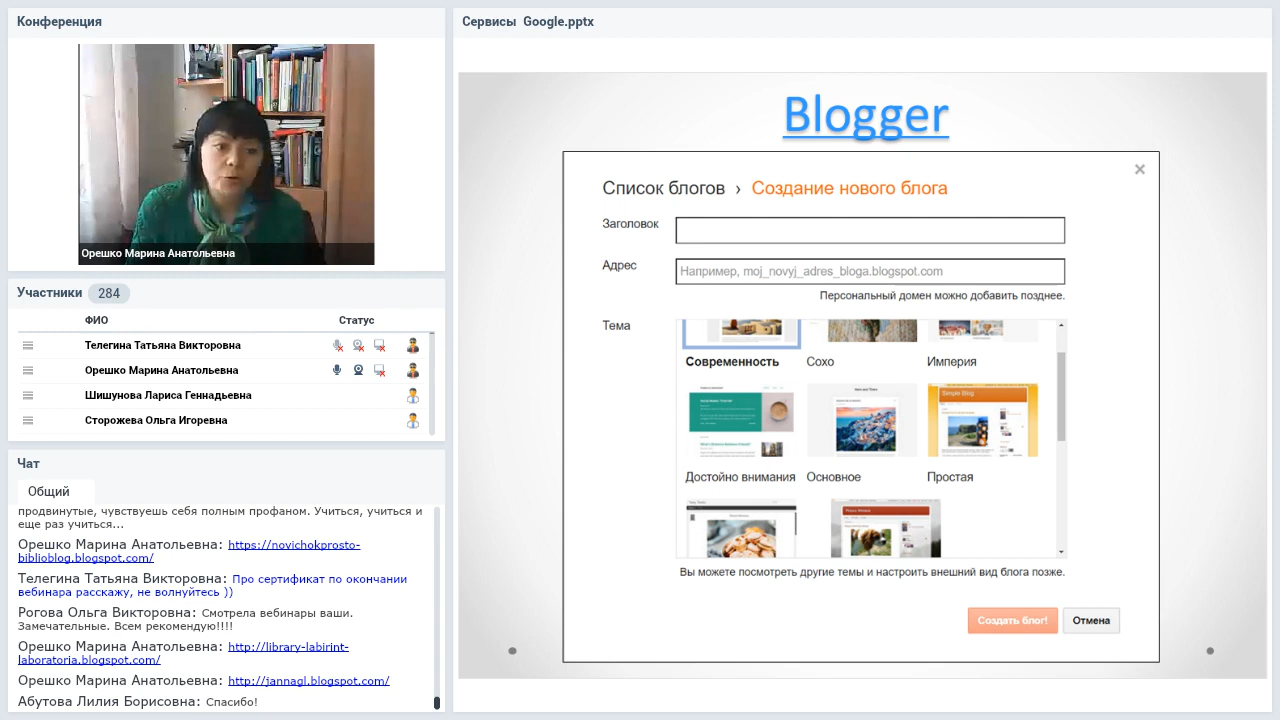 Конференция
Орешко Марина Анатольевна
Участники 284
ФИО Статус
Телегина Татьяна Викторовна
Орешко Марина Анатольевна
Шишунова Лариса Геннадьевна
Сторожева Ольга Игоревна
Чат
Общий
продвинутые, чувствуешь себя полным профаном. Учиться, учиться и
еще раз учиться...
Орешко Марина Анатольевна: https://novichokprosto-
biblioblog.blogspot.com/
Телегина Татьяна Викторовна: Про сертификат по окончании
вебинара расскажу, не волнуйтесь ))
Рогова Ольга Викторовна: Смотрела вебинары ваши.
Замечательные. Всем рекомендую!!!!
Орешко Марина Анатольевна: http://library-labirint-
laboratoria.blogspot.com/
Орешко Марина Анатольевна: http://jannagl.blogspot.com/
Абутова Лилия Борисовна: Спасибо!
Сервисы Google.pptx
Blogger
Список блогов › Создание нового блога
Заголовок
Адрес Например, moj_novyj_adres_bloga.blogspot.com
Персональный домен можно добавить позднее.
Тема
Современность Сохо Империя
Simple Blog
Достойно внимания Основное Простая
Вы можете посмотреть другие темы и настроить внешний вид блога позже.
Создать блог! Отмена